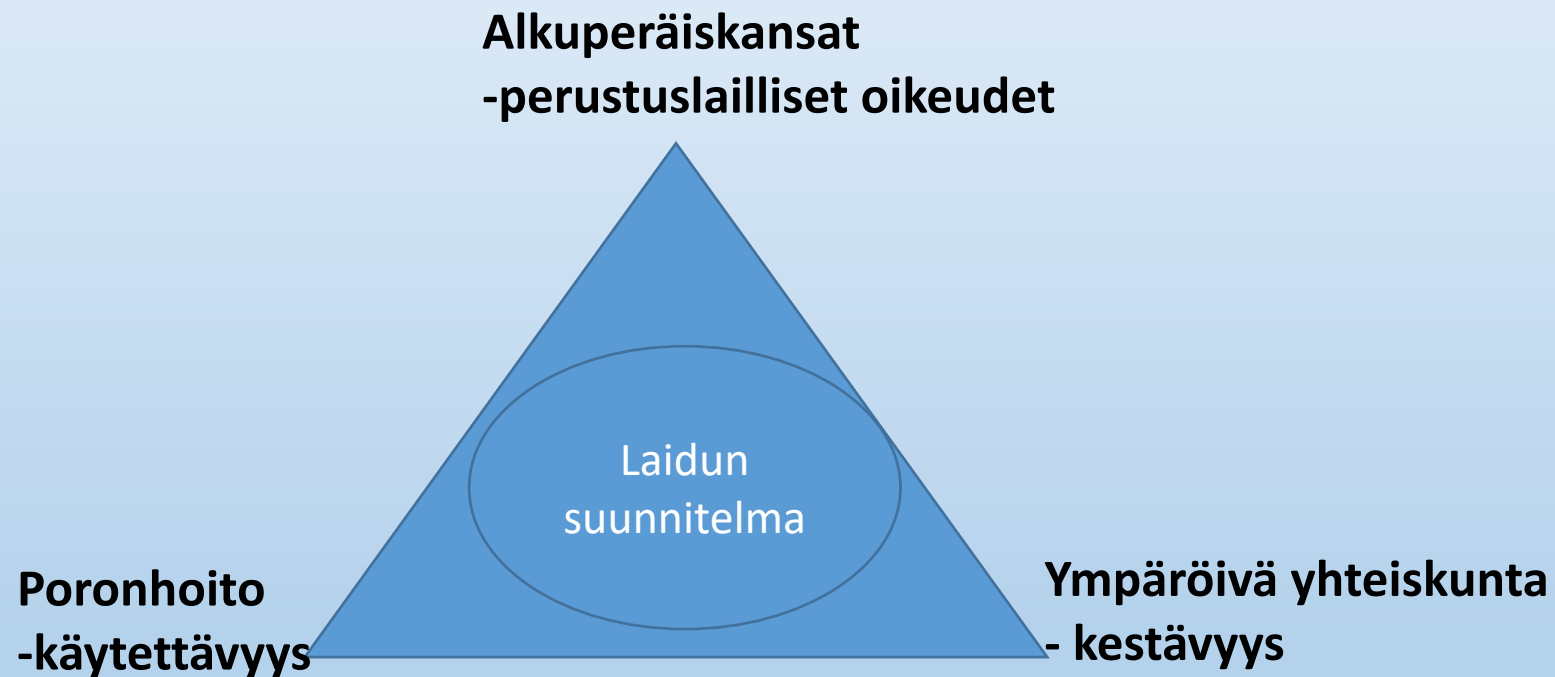 Alkuperäiskansat
-perustuslailliset oikeudet
Laidun
suunnitelma
Poronhoito
-käytettävyys
Ympäröivä yhteiskunta
- kestävyys